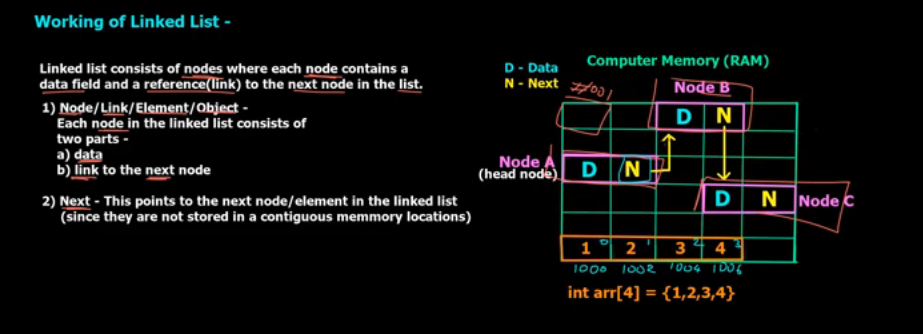 Working of Linked List -
Linked list consists of nodes where each node contains a
data field and a reference(link) to the next node in the list.
1) Node/Link/Element/Object -
Each node in the linked list consists of
two parts -
a) data
b) link to the next node
2) Next - This points to the next node/element in the linked list
(since they are not stored in a contiguous memmory locations)
Computer Memory (RAM)
D - Data
N - Next
Node B
D N
Node A
(head node)
D N
D N
Node C
1 0 2 1 3 2 4 3
1000 1002 1004 1006
int arr[4] = {1,2,3,4}